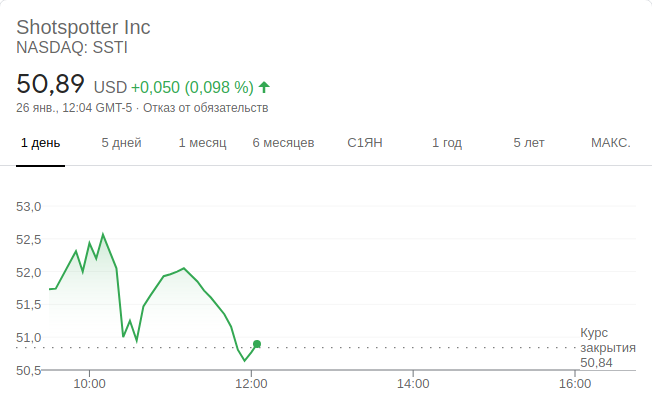 Shotspotter Inc
NASDAQ: SSTI
50,89 USD +0,050 (0,098 %)
26 янв., 12:04 GMT-5 · Отказ от обязательств
1 день 5 дней 1 месяц 6 месяцев С1ЯН 1 год 5 лет МАКС.
53,0
52,5
52,0
51,5
51,0
50,5
Курс
закрытия
50,84
10:00 12:00 14:00 16:00